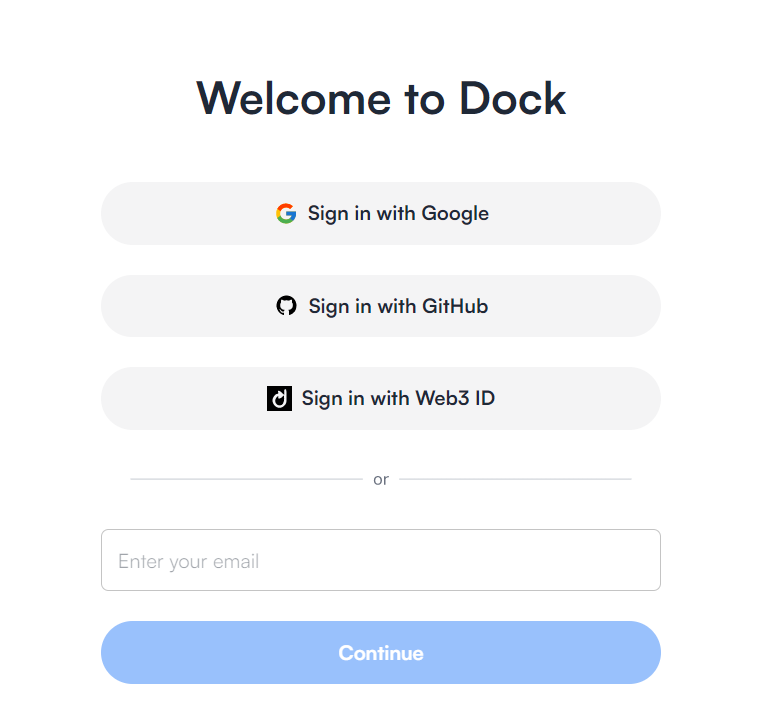 Welcome to Dock
Sign in with Google
Sign in with GitHub
Sign in with Web3 ID
or
Enter your email
Continue